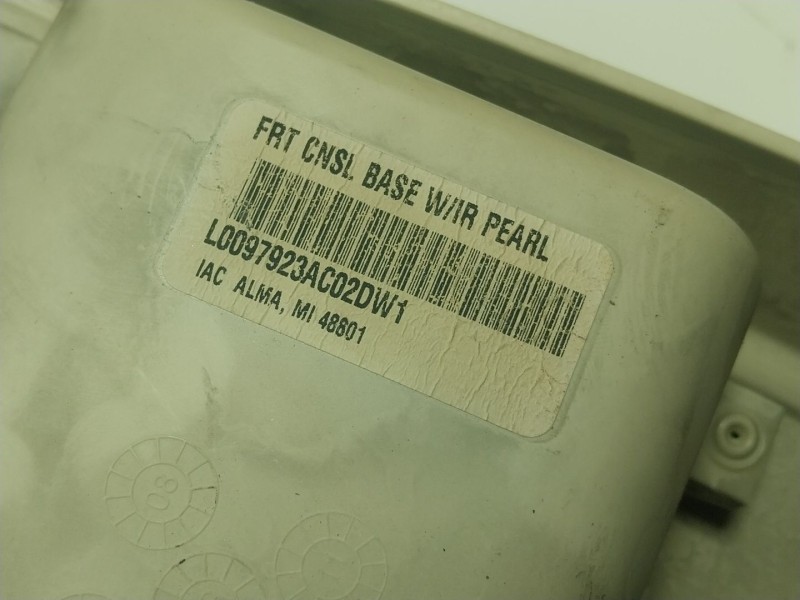 FRT CNSL BASE W/IR PEARL
L0097923AC02DW1
IAC ALMA, MI 48801